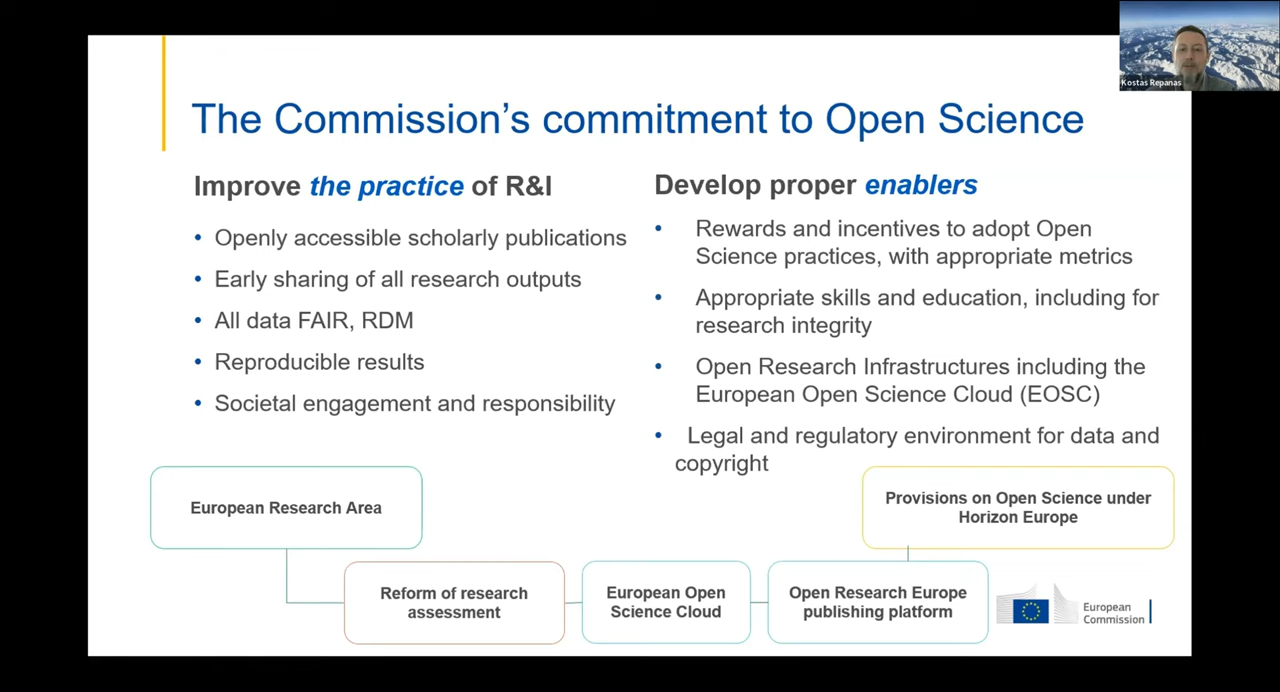 Kostas Repanas
The Commission's commitment to Open Science
Improve the practice of R&I
• Openly accessible scholarly publications
• Early sharing of all research outputs
• All data FAIR, RDM
• Reproducible results
• Societal engagement and responsibility
Develop proper enablers
• Rewards and incentives to adopt Open
Science practices, with appropriate metrics
• Appropriate skills and education, including for
research integrity
• Open Research Infrastructures including the
European Open Science Cloud (EOSC)
• Legal and regulatory environment for data and
copyright
European Research Area
Reform of research
assessment
European Open
Science Cloud
Open Research Europe
publishing platform
Provisions on Open Science under
Horizon Europe
European
Commission